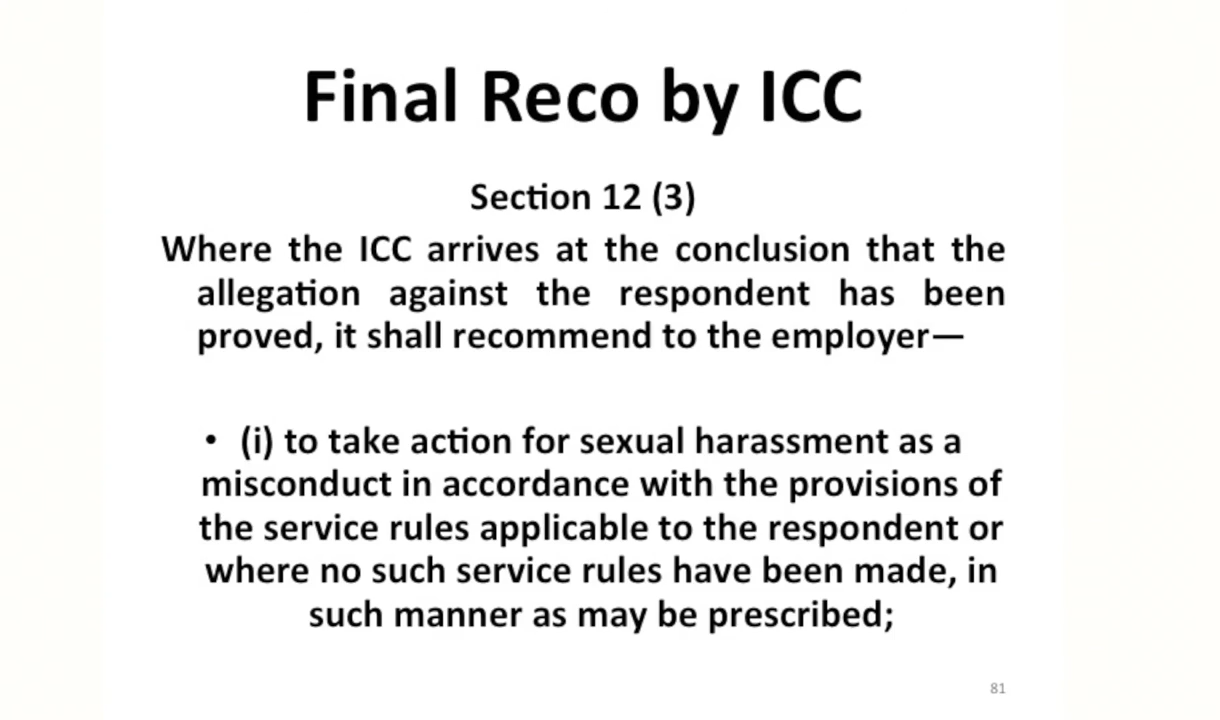 Final Reco by ICC
Section 12 (3)
Where the ICC arrives at the conclusion that the
allegation against the respondent has been
proved, it shall recommend to the employer—
• (i) to take action for sexual harassment as a
misconduct in accordance with the provisions of
the service rules applicable to the respondent or
where no such service rules have been made, in
such manner as may be prescribed;
81